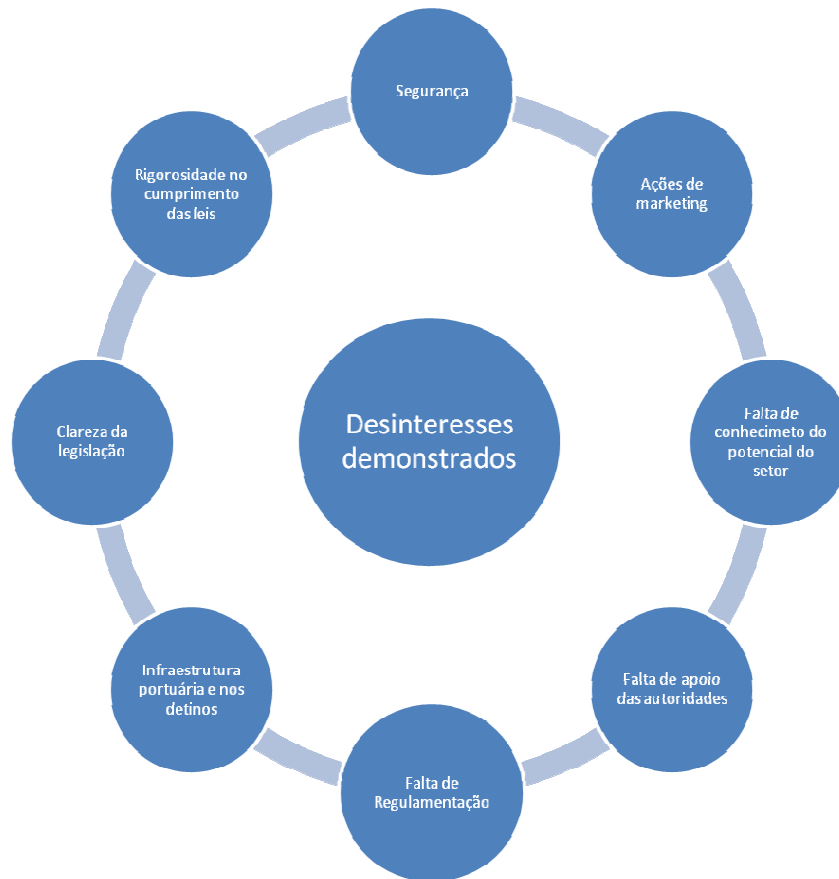 Segurança
Ações de
marketing
Falta de
conhecimeto do
potencial do
setor
Falta de apoio
das autoridades
Falta de
Regulamentação
Infraestrutura
portuária e nos
detinos
Clareza da
legislação
Rigorosidade no
cumprimento
das leis
Desinteresses
demonstrados